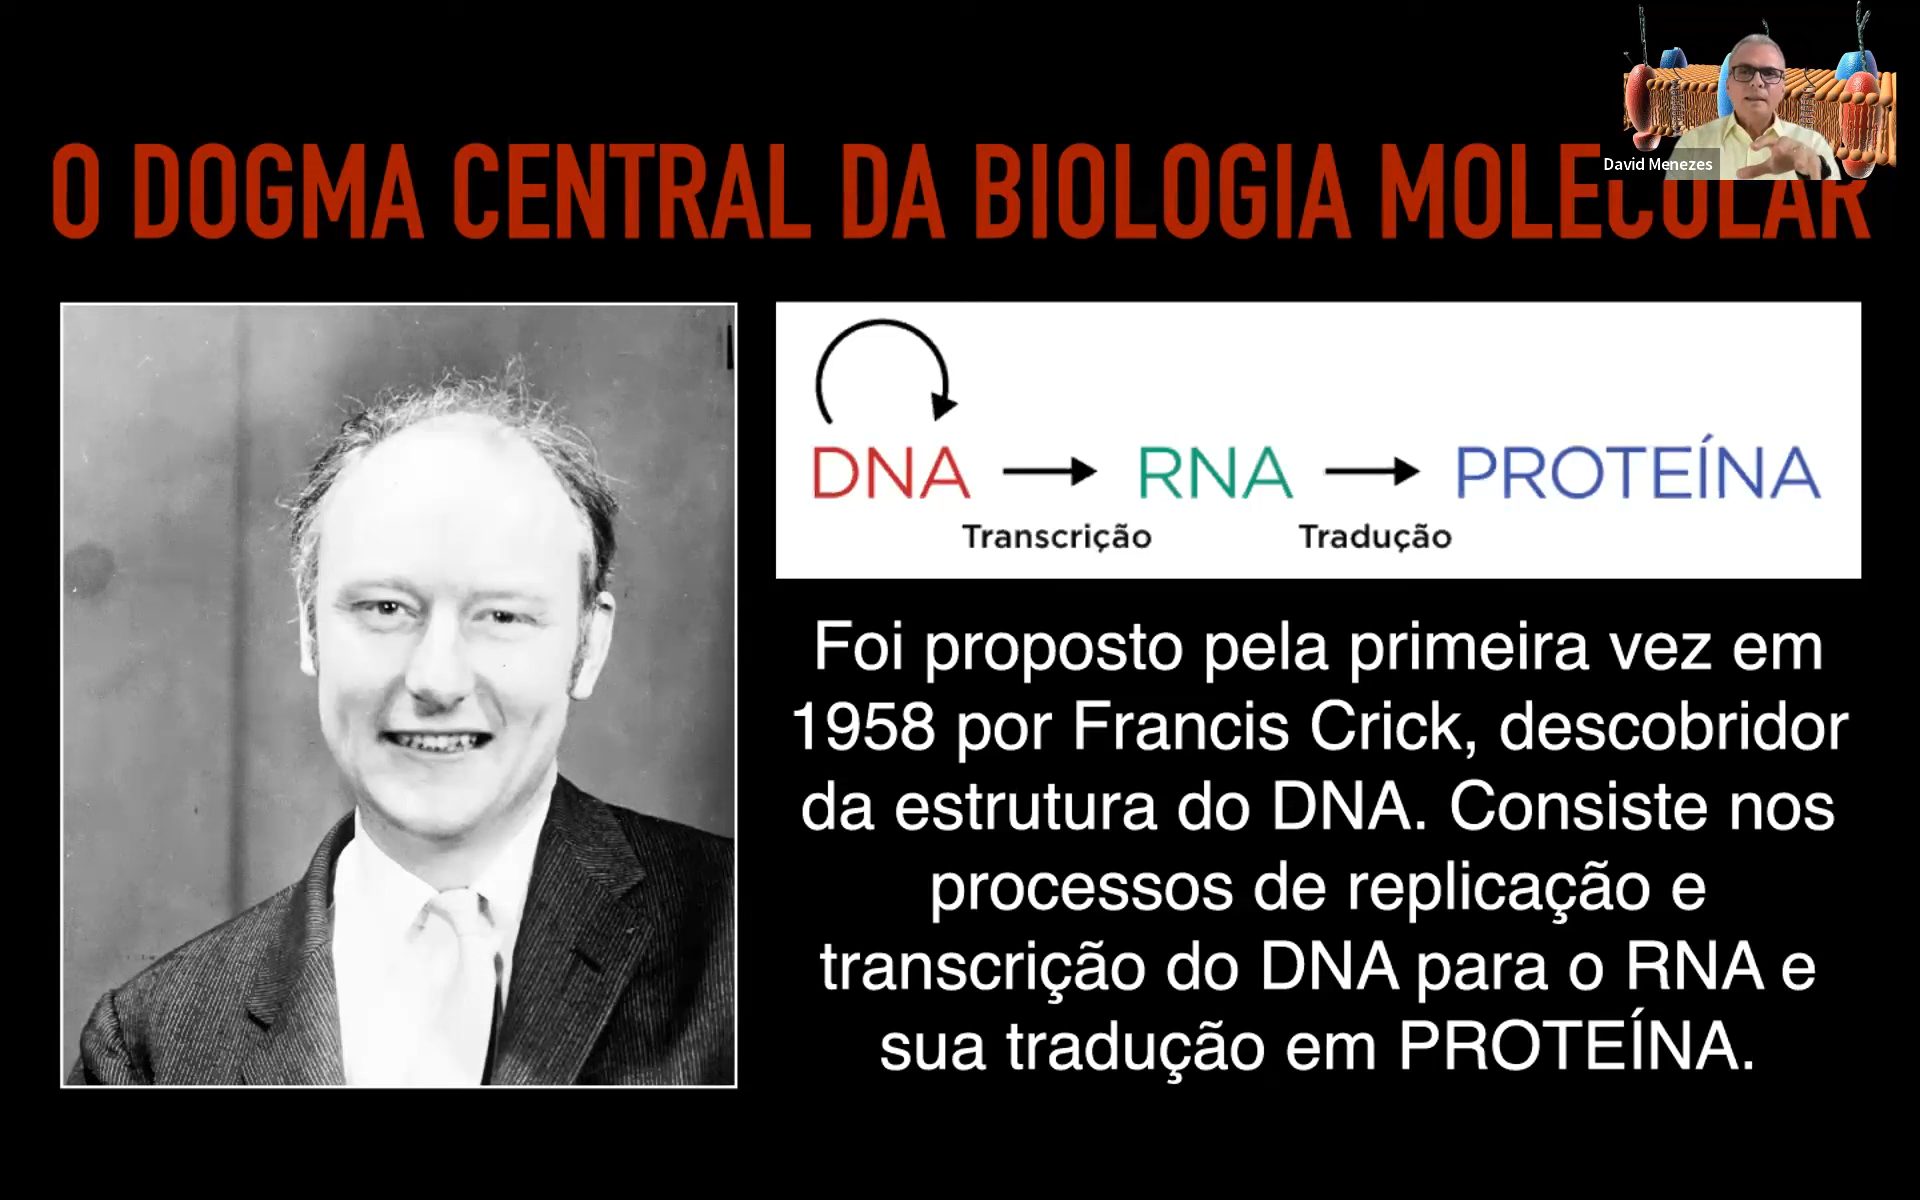 David Menezes
O DOGMA CENTRAL DA BIOLOGIA MOLECULAR
DNA → RNA → PROTEÍNA
Transcrição Tradução
Foi proposto pela primeira vez em
1958 por Francis Crick, descobridor
da estrutura do DNA. Consiste nos
processos de replicação e
transcrição do DNA para o RNA e
sua tradução em PROTEÍNA.